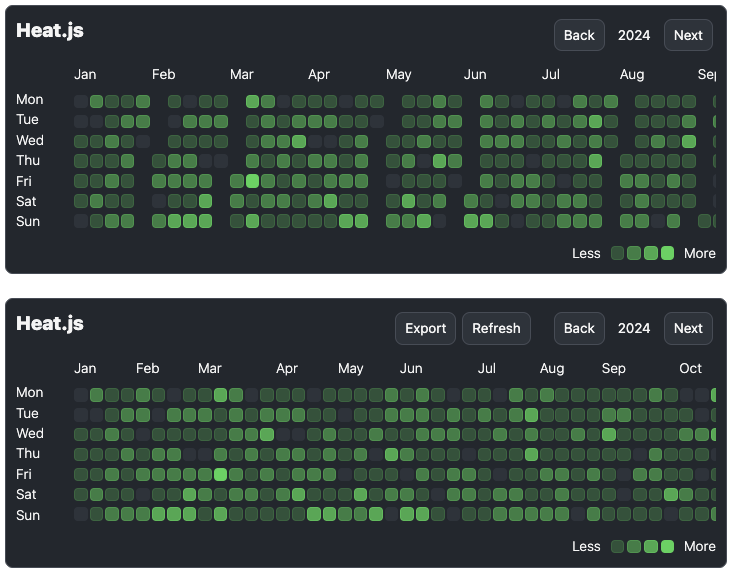 Heat.js
Back 2024 Next
Jan Feb Mar Apr May Jun Jul Aug Sep
Mon
Tue
Wed
Thu
Fri
Sat
Sun
Less More
Heat.js
Export Refresh Back 2024 Next
Jan Feb Mar Apr May Jun Jul Aug Sep Oct
Mon
Tue
Wed
Thu
Fri
Sat
Sun
Less More